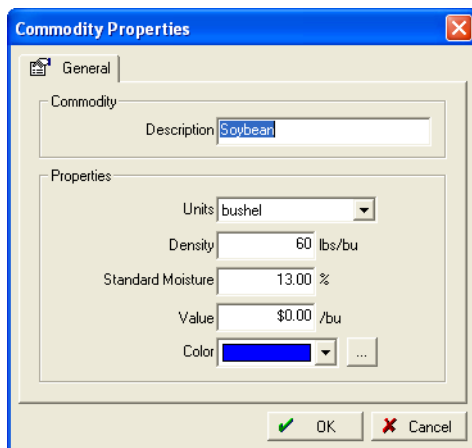 Commodity Properties
General
Commodity
Description Soybean
Properties
Units bushel
Density 60 lbs/bu
Standard Moisture 13.00 %
Value $0.00 /bu
Color ...
OK Cancel